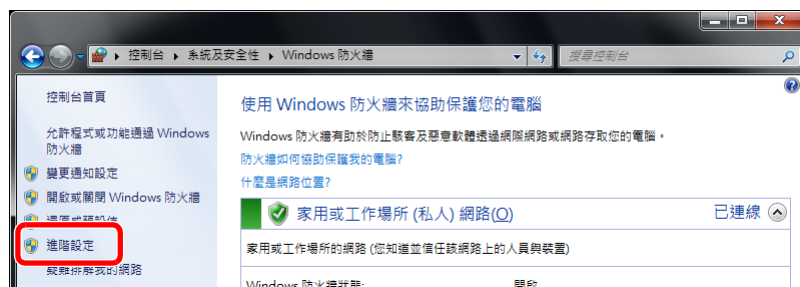 控制台 ▸ 系統及安全性 ▸ Windows 防火牆
搜尋控制台
控制台首頁
允許程式或功能通過 Windows
防火牆
變更通知設定
開啟或關閉 Windows 防火牆
還原或預設值
進階設定
疑難排解我的網路
使用 Windows 防火牆來協助保護您的電腦
Windows 防火牆有助於防止駭客及惡意軟體透過網際網路或網路存取您的電腦。
防火牆如何協助保護我的電腦?
什麼是網路位置?
家用或工作場所 (私人) 網路(O)
已連線
家用或工作場所的網路 (您知道並信任該網路上的人員與裝置)
Windows 防火牆狀態:
開啟